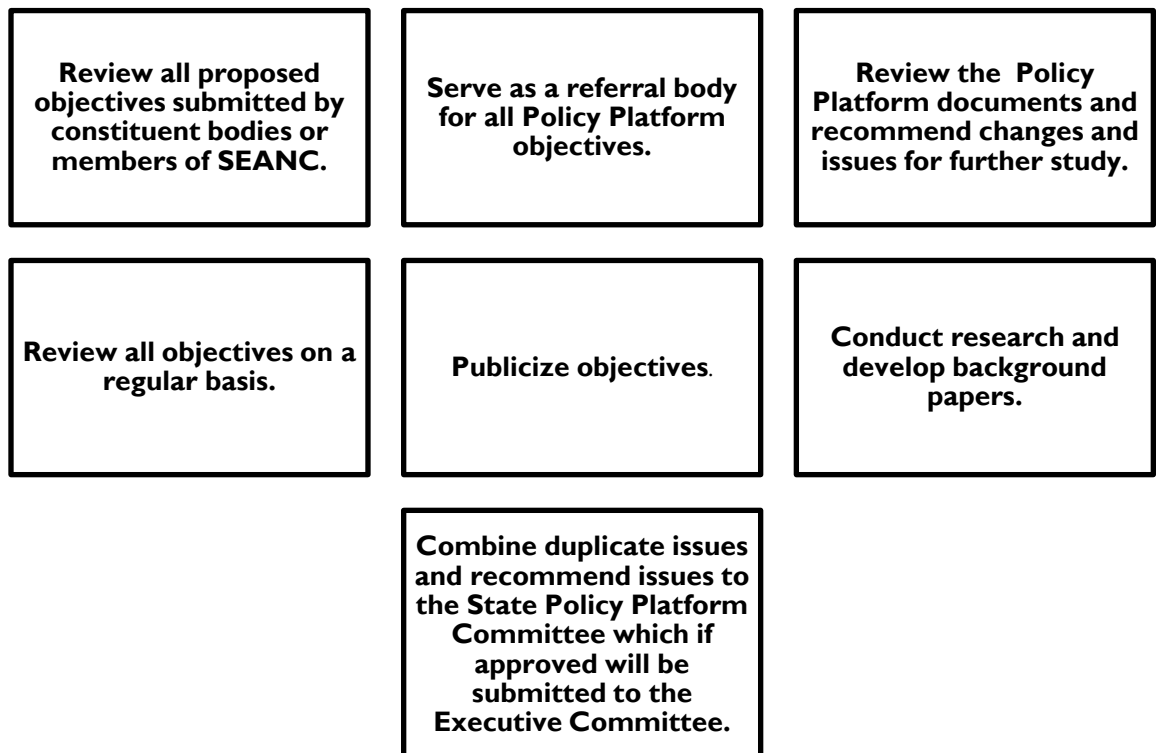 Review all proposed
objectives submitted by
constituent bodies or
members of SEANC.
Serve as a referral body
for all Policy Platform
objectives.
Review the  Policy
Platform documents and
recommend changes and
issues for further study.
Review all objectives on a
regular basis.
Publicize objectives.
Conduct research and
develop background
papers.
Combine duplicate issues
and recommend issues to
the State Policy Platform
Committee which if
approved will be
submitted to the
Executive Committee.